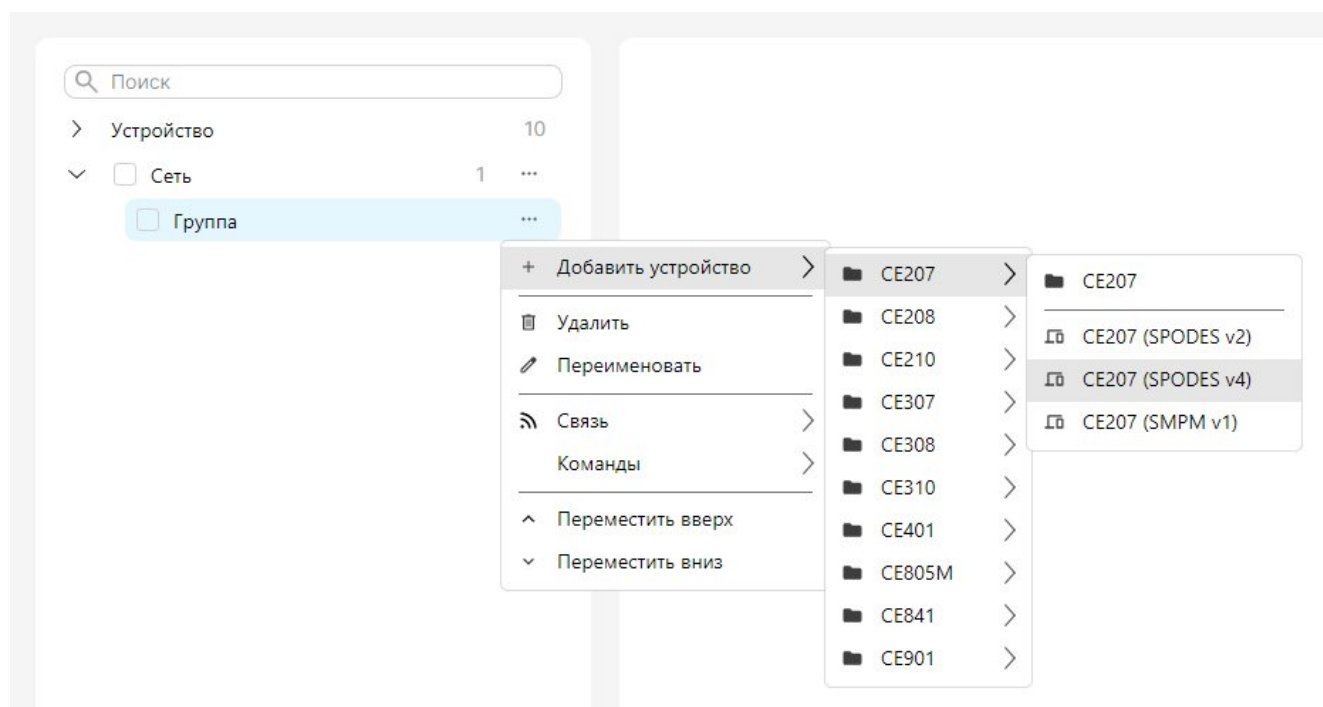 Поиск
Устройство 10
Сеть 1 ...
Группа ...
+ Добавить устройство
Удалить
Переименовать
Связь
Команды
Переместить вверх
Переместить вниз
CE207
CE208
CE210
CE307
CE308
CE310
CE401
CE805M
CE841
CE901
CE207
CE207 (SPODES v2)
CE207 (SPODES v4)
CE207 (SMPM v1)